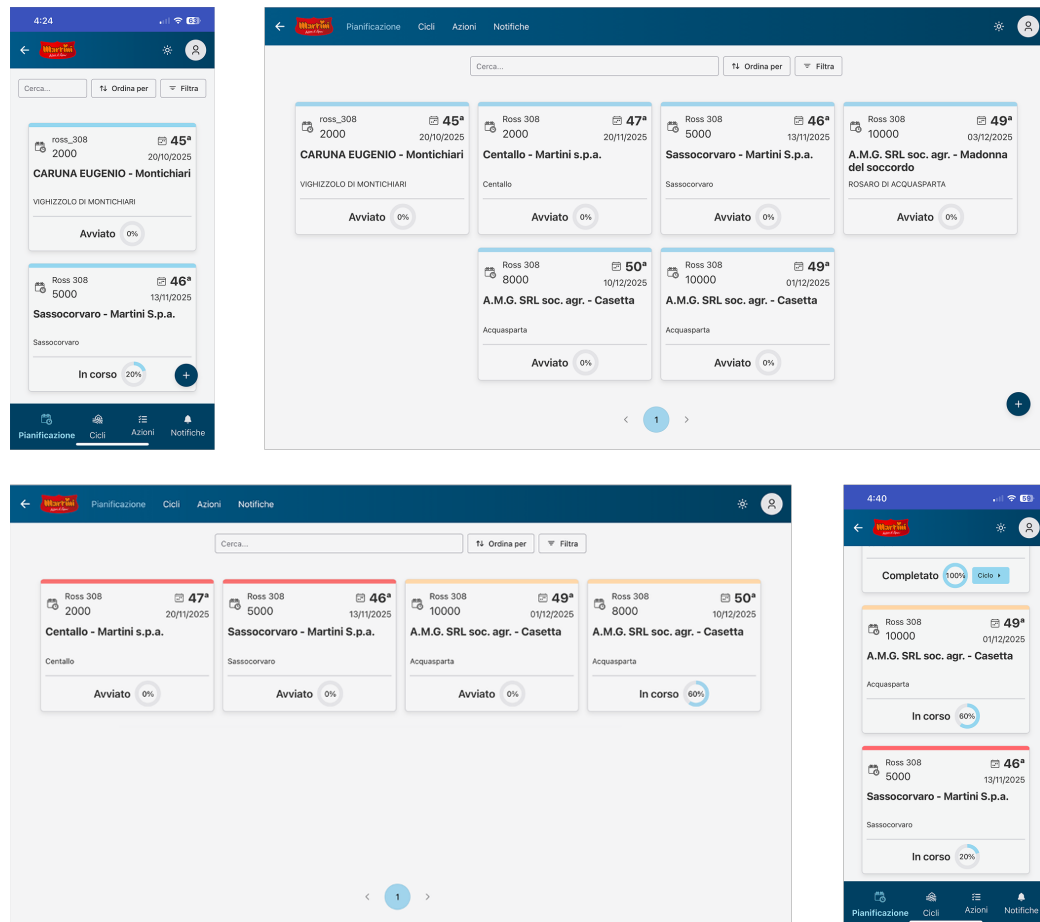 4:24
63
Martini
Cerca...
Ordina per
Filtra
ross_308
45ª
2000
20/10/2025
CARUNA EUGENIO - Montichiari
VIGHIZZOLO DI MONTICHIARI
Avviato 0%
Ross 308
46ª
5000
13/11/2025
Sassocorvaro - Martini S.p.a.
Sassocorvaro
In corso 20%
+
Pianificazione Cicli Azioni Notifiche
Martini
Pianificazione Cicli Azioni Notifiche
Cerca...
Ordina per
Filtra
ross_308
45ª
2000
20/10/2025
CARUNA EUGENIO - Montichiari
VIGHIZZOLO DI MONTICHIARI
Avviato 0%
Ross 308
47ª
2000
20/11/2025
Centallo - Martini s.p.a.
Centallo
Avviato 0%
Ross 308
46ª
5000
13/11/2025
Sassocorvaro - Martini S.p.a.
Sassocorvaro
Avviato 0%
Ross 308
49ª
10000
03/12/2025
A.M.G. SRL soc. agr. - Madonna
del soccordo
ROSARO DI ACQUASPARTA
Avviato 0%
Ross 308
50ª
8000
10/12/2025
A.M.G. SRL soc. agr. - Casetta
Acquasparta
Avviato 0%
Ross 308
49ª
10000
01/12/2025
A.M.G. SRL soc. agr. - Casetta
Acquasparta
Avviato 0%
< 1 >
+
Martini
Pianificazione Cicli Azioni Notifiche
Cerca...
Ordina per
Filtra
Ross 308
47ª
2000
20/11/2025
Centallo - Martini s.p.a.
Centallo
Avviato 0%
Ross 308
46ª
5000
13/11/2025
Sassocorvaro - Martini S.p.a.
Sassocorvaro
Avviato 0%
Ross 308
49ª
10000
01/12/2025
A.M.G. SRL soc. agr. - Casetta
Acquasparta
Avviato 0%
Ross 308
50ª
8000
10/12/2025
A.M.G. SRL soc. agr. - Casetta
Acquasparta
In corso 60%
< 1 >
4:40
Martini
Completato 100% Ciclo
Ross 308
49ª
10000
01/12/2025
A.M.G. SRL soc. agr. - Casetta
Acquasparta
In corso 60%
Ross 308
46ª
5000
13/11/2025
Sassocorvaro - Martini S.p.a.
Sassocorvaro
In corso 20%
Pianificazione Cicli Azioni Notifiche